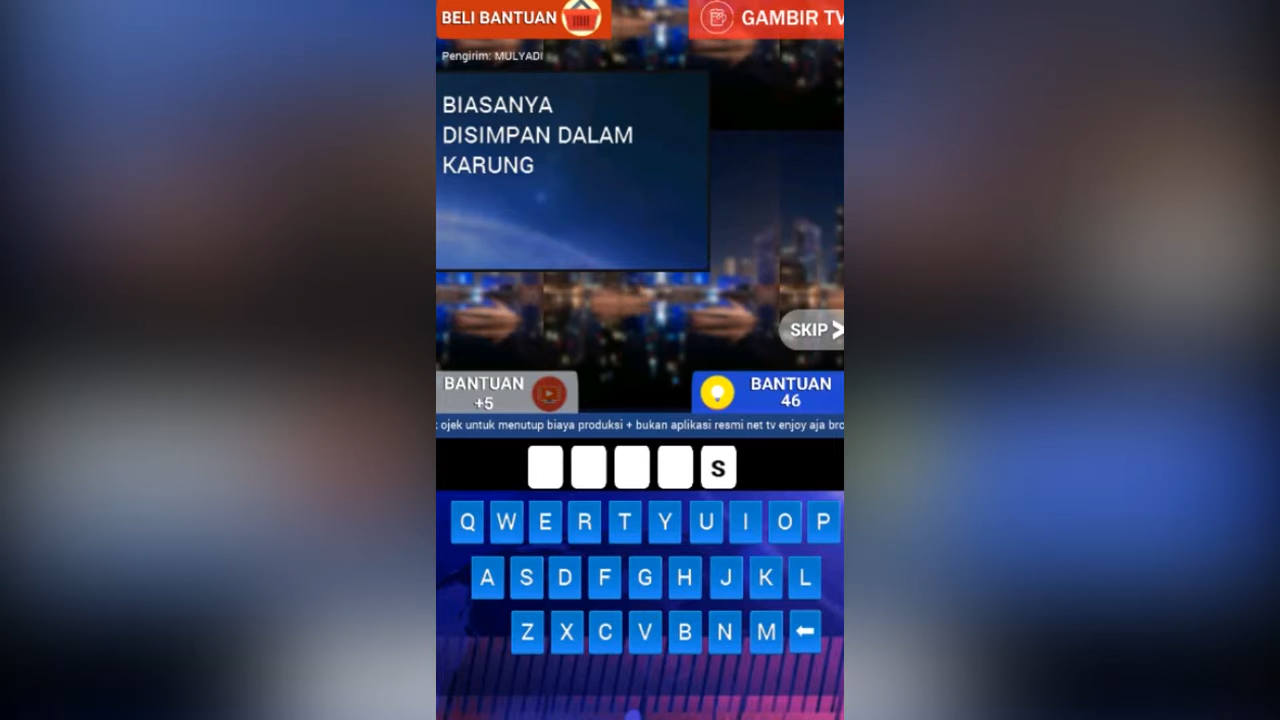 BELI BANTUAN
GAMBIR TV
Pengirim: MULYADI
BIASANYA
DISIMPAN DALAM
KARUNG
SKIP
BANTUAN
+5
BANTUAN
46
ojek untuk menutup biaya produksi + bukan aplikasi resmi net tv enjoy aja bro
S
Q W E R T Y U I O P
A S D F G H J K L
Z X C V B N M